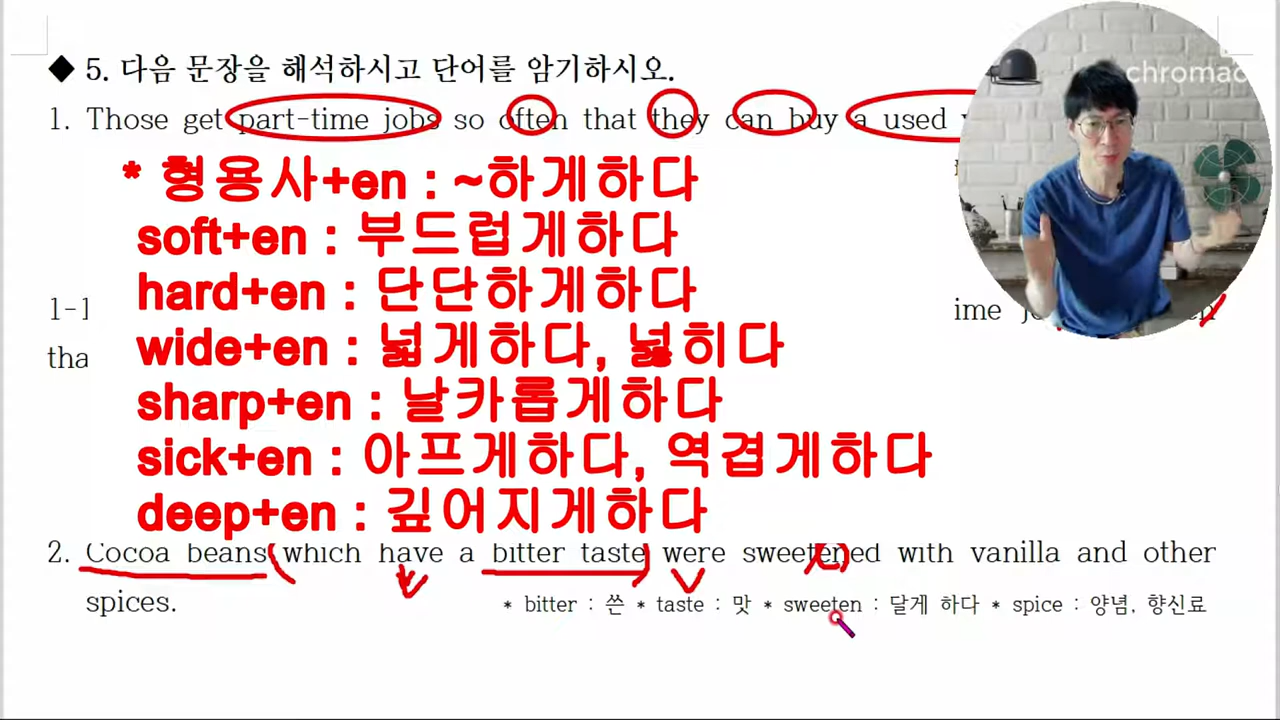 ◆ 5. 다음 문장을 해석하시고 단어를 암기하시오.
chromac
1. Those get part-time jobs so often that they can buy a used
* 형용사+en : ~하게하다
soft+en : 부드럽게하다
hard+en : 단단하게하다
1-1
wide+en : 넓게하다, 넓히다
tha
sharp+en : 날카롭게하다
sick+en : 아프게하다, 역겹게하다
deep+en : 깊어지게하다
2. Cocoa beans which have a bitter taste were sweetened with vanilla and other
spices.
* bitter : 쓴 * taste : 맛 * sweeten : 달게 하다 * spice : 양념, 향신료